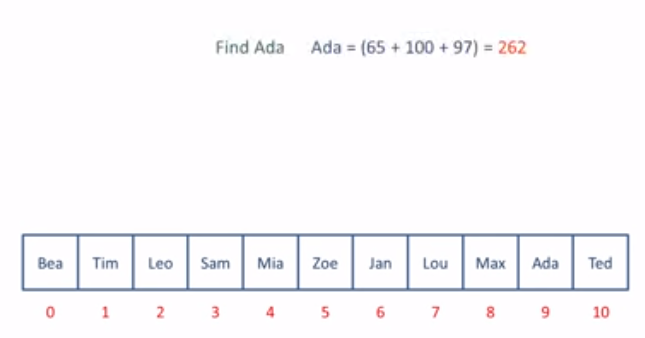 Find Ada Ada = (65 + 100 + 97) = 262
Bea Tim Leo Sam Mia Zoe Jan Lou Max Ada Ted
0 1 2 3 4 5 6 7 8 9 10